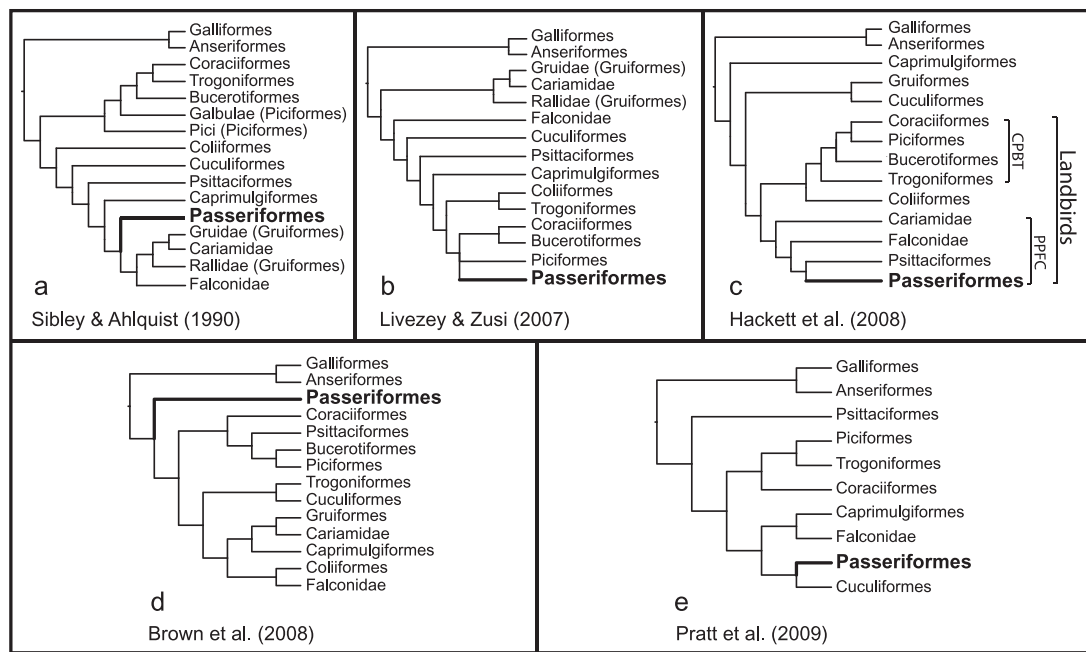 Galliformes
Anseriformes
Coraciiformes
Trogoniformes
Bucerotiformes
Galbulae (Piciformes)
Pici (Piciformes)
Coliiformes
Cuculiformes
Psittaciformes
Caprimulgiformes
Passeriformes
Gruidae (Gruiformes)
Cariamidae
Rallidae (Gruiformes)
Falconidae
a
Sibley & Ahlquist (1990)
Galliformes
Anseriformes
Gruidae (Gruiformes)
Cariamidae
Rallidae (Gruiformes)
Falconidae
Cuculiformes
Psittaciformes
Caprimulgiformes
Coliiformes
Trogoniformes
Coraciiformes
Bucerotiformes
Piciformes
Passeriformes
b
Livezey & Zusi (2007)
Galliformes
Anseriformes
Caprimulgiformes
Gruiformes
Cuculiformes
Coraciiformes
Piciformes
Bucerotiformes
Trogoniformes
Coliiformes
Cariamidae
Falconidae
Psittaciformes
Passeriformes
CPBT
PPFC
Landbirds
c
Hackett et al. (2008)
Galliformes
Anseriformes
Passeriformes
Coraciiformes
Psittaciformes
Bucerotiformes
Piciformes
Trogoniformes
Cuculiformes
Gruiformes
Cariamidae
Caprimulgiformes
Coliiformes
Falconidae
d
Brown et al. (2008)
Galliformes
Anseriformes
Psittaciformes
Piciformes
Trogoniformes
Coraciiformes
Caprimulgiformes
Falconidae
Passeriformes
Cuculiformes
e
Pratt et al. (2009)